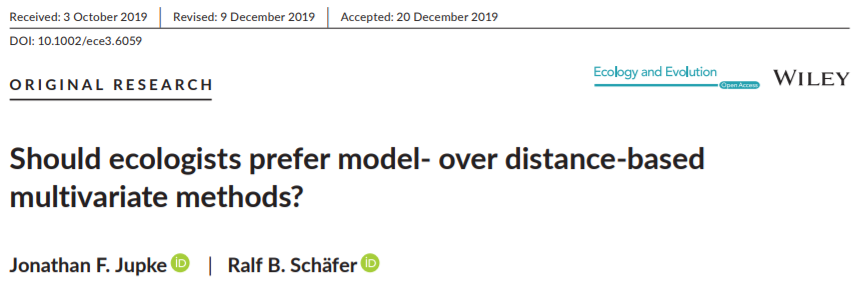 Received: 3 October 2019 | Revised: 9 December 2019 | Accepted: 20 December 2019
DOI: 10.1002/ece3.6059
ORIGINAL RESEARCH
Ecology and Evolution
Open Access
WILEY
Should ecologists prefer model- over distance-based
multivariate methods?
Jonathan F. Jupke iD | Ralf B. Schäfer iD